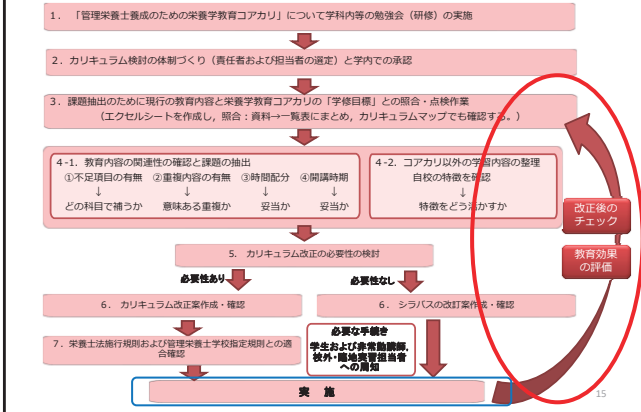 1. 「管理栄養士養成のための栄養学教育コアカリ」について学科内等の勉強会（研修）の実施
2. カリキュラム検討の体制づくり（責任者および担当者の選定）と学内での承認
3. 課題抽出のために現行の教育内容と栄養学教育コアカリの「学修目標」との照合・点検作業
（エクセルシートを作成し, 照合：資料→一覧表にまとめ, カリキュラムマップでも確認する。）
4-1. 教育内容の関連性の確認と課題の抽出
①不足項目の有無 ②重複内容の有無 ③時間配分 ④開講時期
↓ ↓ ↓ ↓
どの科目で補うか 意味ある重複か 妥当か 妥当か
4-2. コアカリ以外の学習内容の整理
自校の特徴を確認
↓
特徴をどう活かすか
改正後の
チェック
教育効果
の評価
5. カリキュラム改正の必要性の検討
必要性あり
必要性なし
6. カリキュラム改正案作成・確認
6. シラバスの改訂案作成・確認
7. 栄養士法施行規則および管理栄養士学校指定規則との適
合確認
必要な手続き
学生および非常勤講師,
校外・臨地実習担当者
への周知
実 施
15